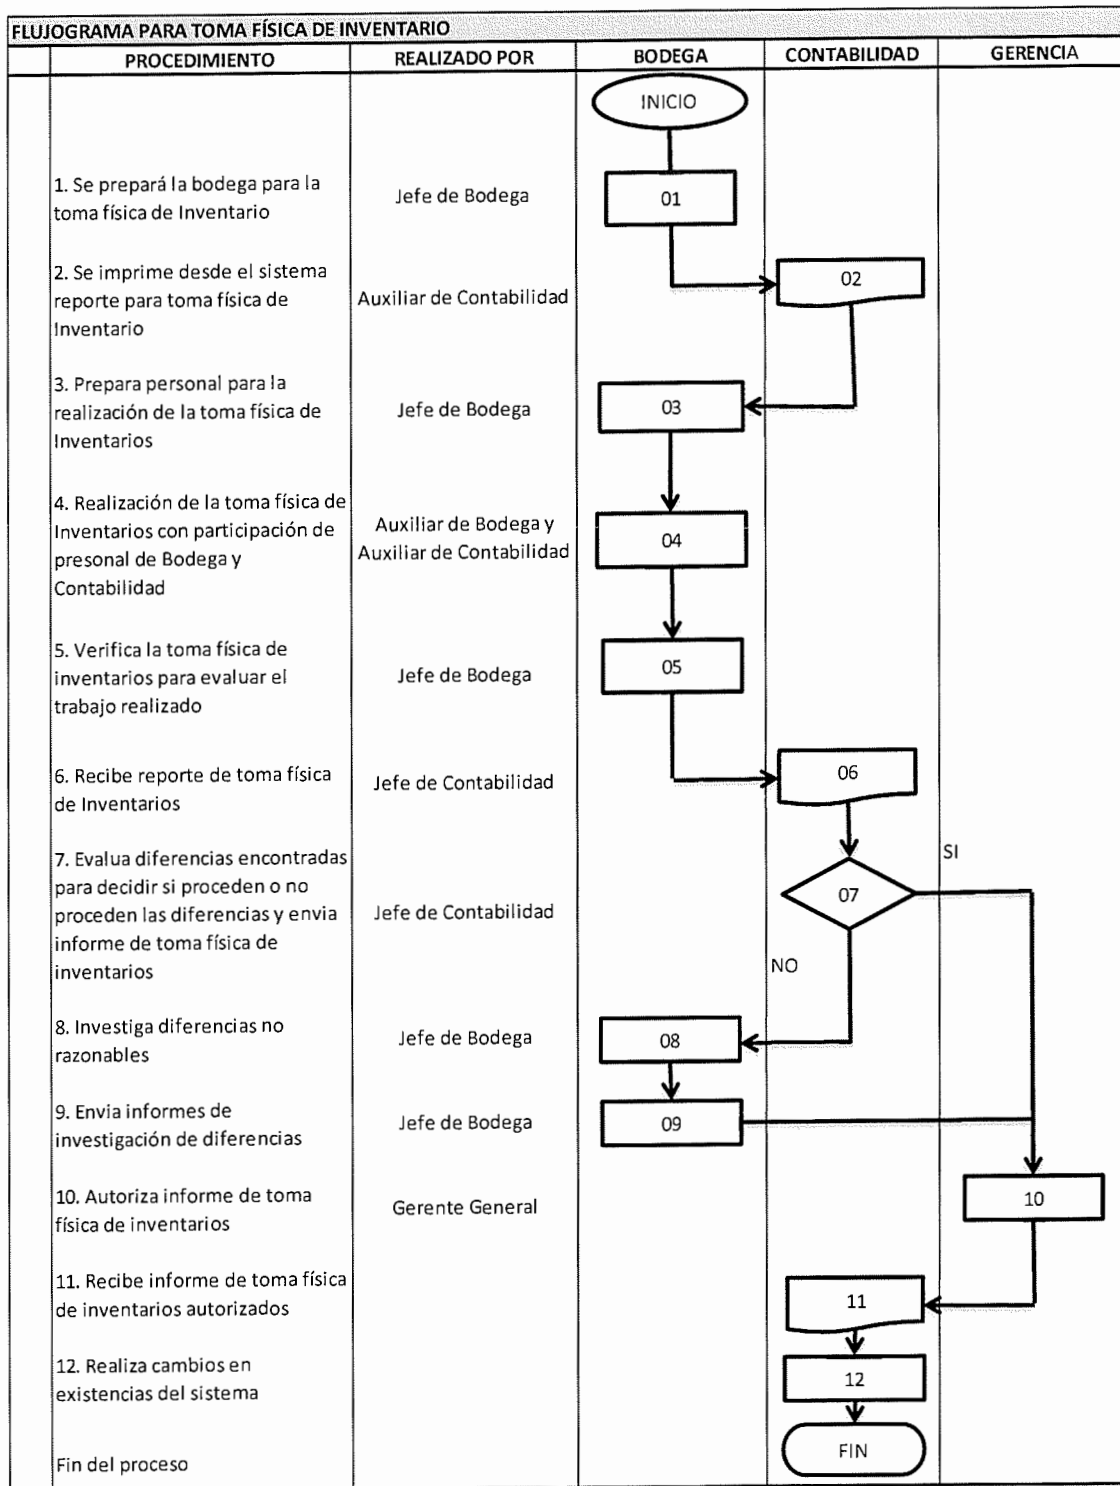 FLUJOGRAMA PARA TOMA FÍSICA DE INVENTARIO
PROCEDIMIENTO
REALIZADO POR
BODEGA
CONTABILIDAD
GERENCIA
INICIO
1. Se prepará la bodega para la
toma física de Inventario
Jefe de Bodega
01
2. Se imprime desde el sistema
reporte para toma física de
Inventario
Auxiliar de Contabilidad
02
3. Prepara personal para la
realización de la toma física de
Inventarios
Jefe de Bodega
03
4. Realización de la toma física de
Inventarios con participación de
presonal de Bodega y
Contabilidad
Auxiliar de Bodega y
Auxiliar de Contabilidad
04
5. Verifica la toma física de
inventarios para evaluar el
trabajo realizado
Jefe de Bodega
05
6. Recibe reporte de toma física
de Inventarios
Jefe de Contabilidad
06
7. Evalua diferencias encontradas
para decidir si proceden o no
proceden las diferencias y envia
informe de toma física de
inventarios
Jefe de Contabilidad
07
SI
NO
8. Investiga diferencias no
razonables
Jefe de Bodega
08
9. Envia informes de
investigación de diferencias
Jefe de Bodega
09
10. Autoriza informe de toma
física de inventarios
Gerente General
10
11. Recibe informe de toma física
de inventarios autorizados
11
12. Realiza cambios en
existencias del sistema
12
Fin del proceso
FIN